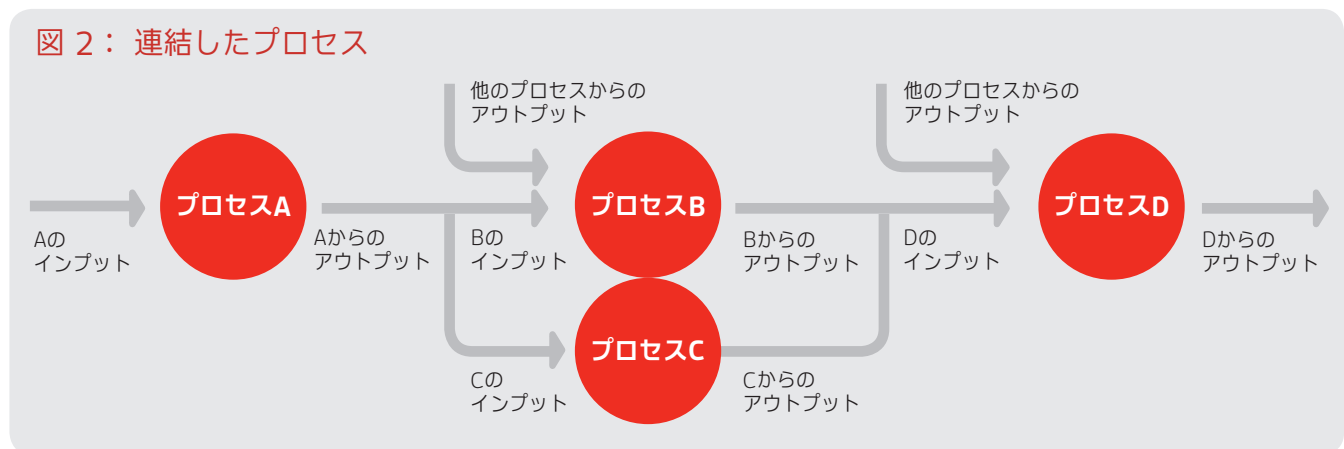 図 2： 連結したプロセス
他のプロセスからの
アウトプット
他のプロセスからの
アウトプット
プロセスA
プロセスB
プロセスD
Aの
インプット
Aからの
アウトプット
Bの
インプット
Bからの
アウトプット
Dの
インプット
Dからの
アウトプット
プロセスC
Cの
インプット
Cからの
アウトプット